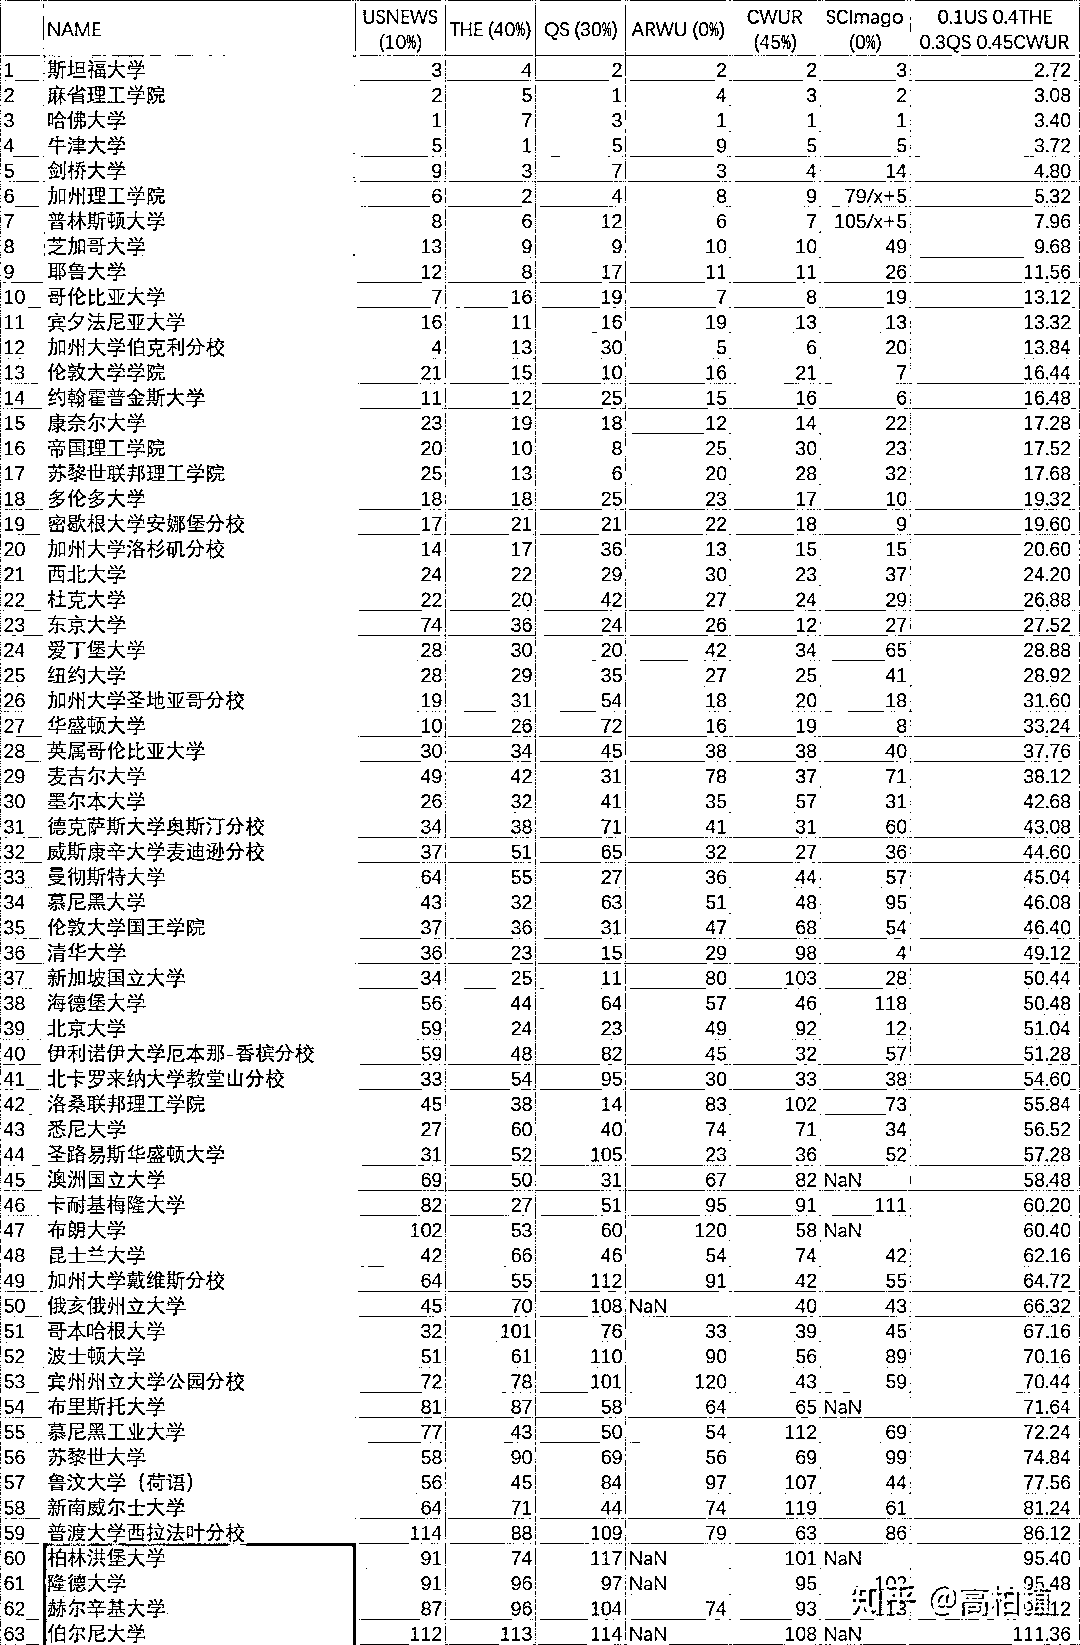 NAME USNEWS (10%) THE (40%) QS (30%) ARWU (0%) CWUR (45%) SCImago (0%) 0.1US 0.4THE 0.3QS 0.45CWUR
1 斯坦福大学 3 4 2 2 2 3 2.72
2 麻省理工学院 2 5 1 4 3 2 3.08
3 哈佛大学 1 7 3 1 1 1 3.40
4 牛津大学 5 1 5 9 5 5 3.72
5 剑桥大学 9 3 7 3 4 14 4.80
6 加州理工学院 6 2 4 8 9 79/x+5 5.32
7 普林斯顿大学 8 6 12 6 7 105/x+5 7.96
8 芝加哥大学 13 9 9 10 10 49 9.68
9 耶鲁大学 12 8 17 11 11 26 11.56
10 哥伦比亚大学 7 16 19 7 8 19 13.12
11 宾夕法尼亚大学 16 11 16 19 13 13 13.32
12 加州大学伯克利分校 4 13 30 5 6 20 13.84
13 伦敦大学学院 21 15 10 16 21 7 16.44
14 约翰霍普金斯大学 11 12 25 15 16 6 16.48
15 康奈尔大学 23 19 18 12 14 22 17.28
16 帝国理工学院 20 10 8 25 30 23 17.52
17 苏黎世联邦理工学院 25 13 6 20 28 32 17.68
18 多伦多大学 18 18 25 23 17 10 19.32
19 密歇根大学安娜堡分校 17 21 21 22 18 9 19.60
20 加州大学洛杉矶分校 14 17 36 13 15 15 20.60
21 西北大学 24 22 29 30 23 37 24.20
22 杜克大学 22 20 42 27 24 29 26.88
23 东京大学 74 36 24 26 12 27 27.52
24 爱丁堡大学 28 30 20 42 34 65 28.88
25 纽约大学 28 29 35 27 25 41 28.92
26 加州大学圣地亚哥分校 19 31 54 18 20 18 31.60
27 华盛顿大学 10 26 72 16 19 8 33.24
28 英属哥伦比亚大学 30 34 45 38 38 40 37.76
29 麦吉尔大学 49 42 31 78 37 71 38.12
30 墨尔本大学 26 32 41 35 57 31 42.68
31 德克萨斯大学奥斯汀分校 34 38 71 41 31 60 43.08
32 威斯康辛大学麦迪逊分校 37 51 65 32 27 36 44.60
33 曼彻斯特大学 64 55 27 36 44 57 45.04
34 慕尼黑大学 43 32 63 51 48 95 46.08
35 伦敦大学国王学院 37 36 31 47 68 54 46.40
36 清华大学 36 23 15 29 98 4 49.12
37 新加坡国立大学 34 25 11 80 103 28 50.44
38 海德堡大学 56 44 64 57 46 118 50.48
39 北京大学 59 24 23 49 92 12 51.04
40 伊利诺伊大学厄本那-香槟分校 59 48 82 45 32 57 51.28
41 北卡罗来纳大学教堂山分校 33 54 95 30 33 38 54.60
42 洛桑联邦理工学院 45 38 14 83 102 73 55.84
43 悉尼大学 27 60 40 74 71 34 56.52
44 圣路易斯华盛顿大学 31 52 105 23 36 52 57.28
45 澳洲国立大学 69 50 31 67 82 NaN 58.48
46 卡耐基梅隆大学 82 27 51 95 91 111 60.20
47 布朗大学 102 53 60 120 58 NaN 60.40
48 昆士兰大学 42 66 46 54 74 42 62.16
49 加州大学戴维斯分校 64 55 112 91 42 55 64.72
50 俄亥俄州立大学 45 70 108 NaN 40 43 66.32
51 哥本哈根大学 32 101 76 33 39 45 67.16
52 波士顿大学 51 61 110 90 56 89 70.16
53 宾州州立大学公园分校 72 78 101 120 43 59 70.44
54 布里斯托大学 81 87 58 64 65 NaN 71.64
55 慕尼黑工业大学 77 43 50 54 112 69 72.24
56 苏黎世大学 58 90 69 56 69 99 74.84
57 鲁汶大学（荷语） 56 45 84 97 107 44 77.56
58 新南威尔士大学 64 71 44 74 119 61 81.24
59 普渡大学西拉法叶分校 114 88 109 79 63 86 86.12
60 柏林洪堡大学 91 74 117 NaN 101 NaN 95.40
61 隆德大学 91 96 97 NaN 95 102 95.48
62 赫尔辛基大学 87 96 104 74 93 113
63 伯尔尼大学 112 113 114 NaN 108 NaN 111.36
知乎 @高柏